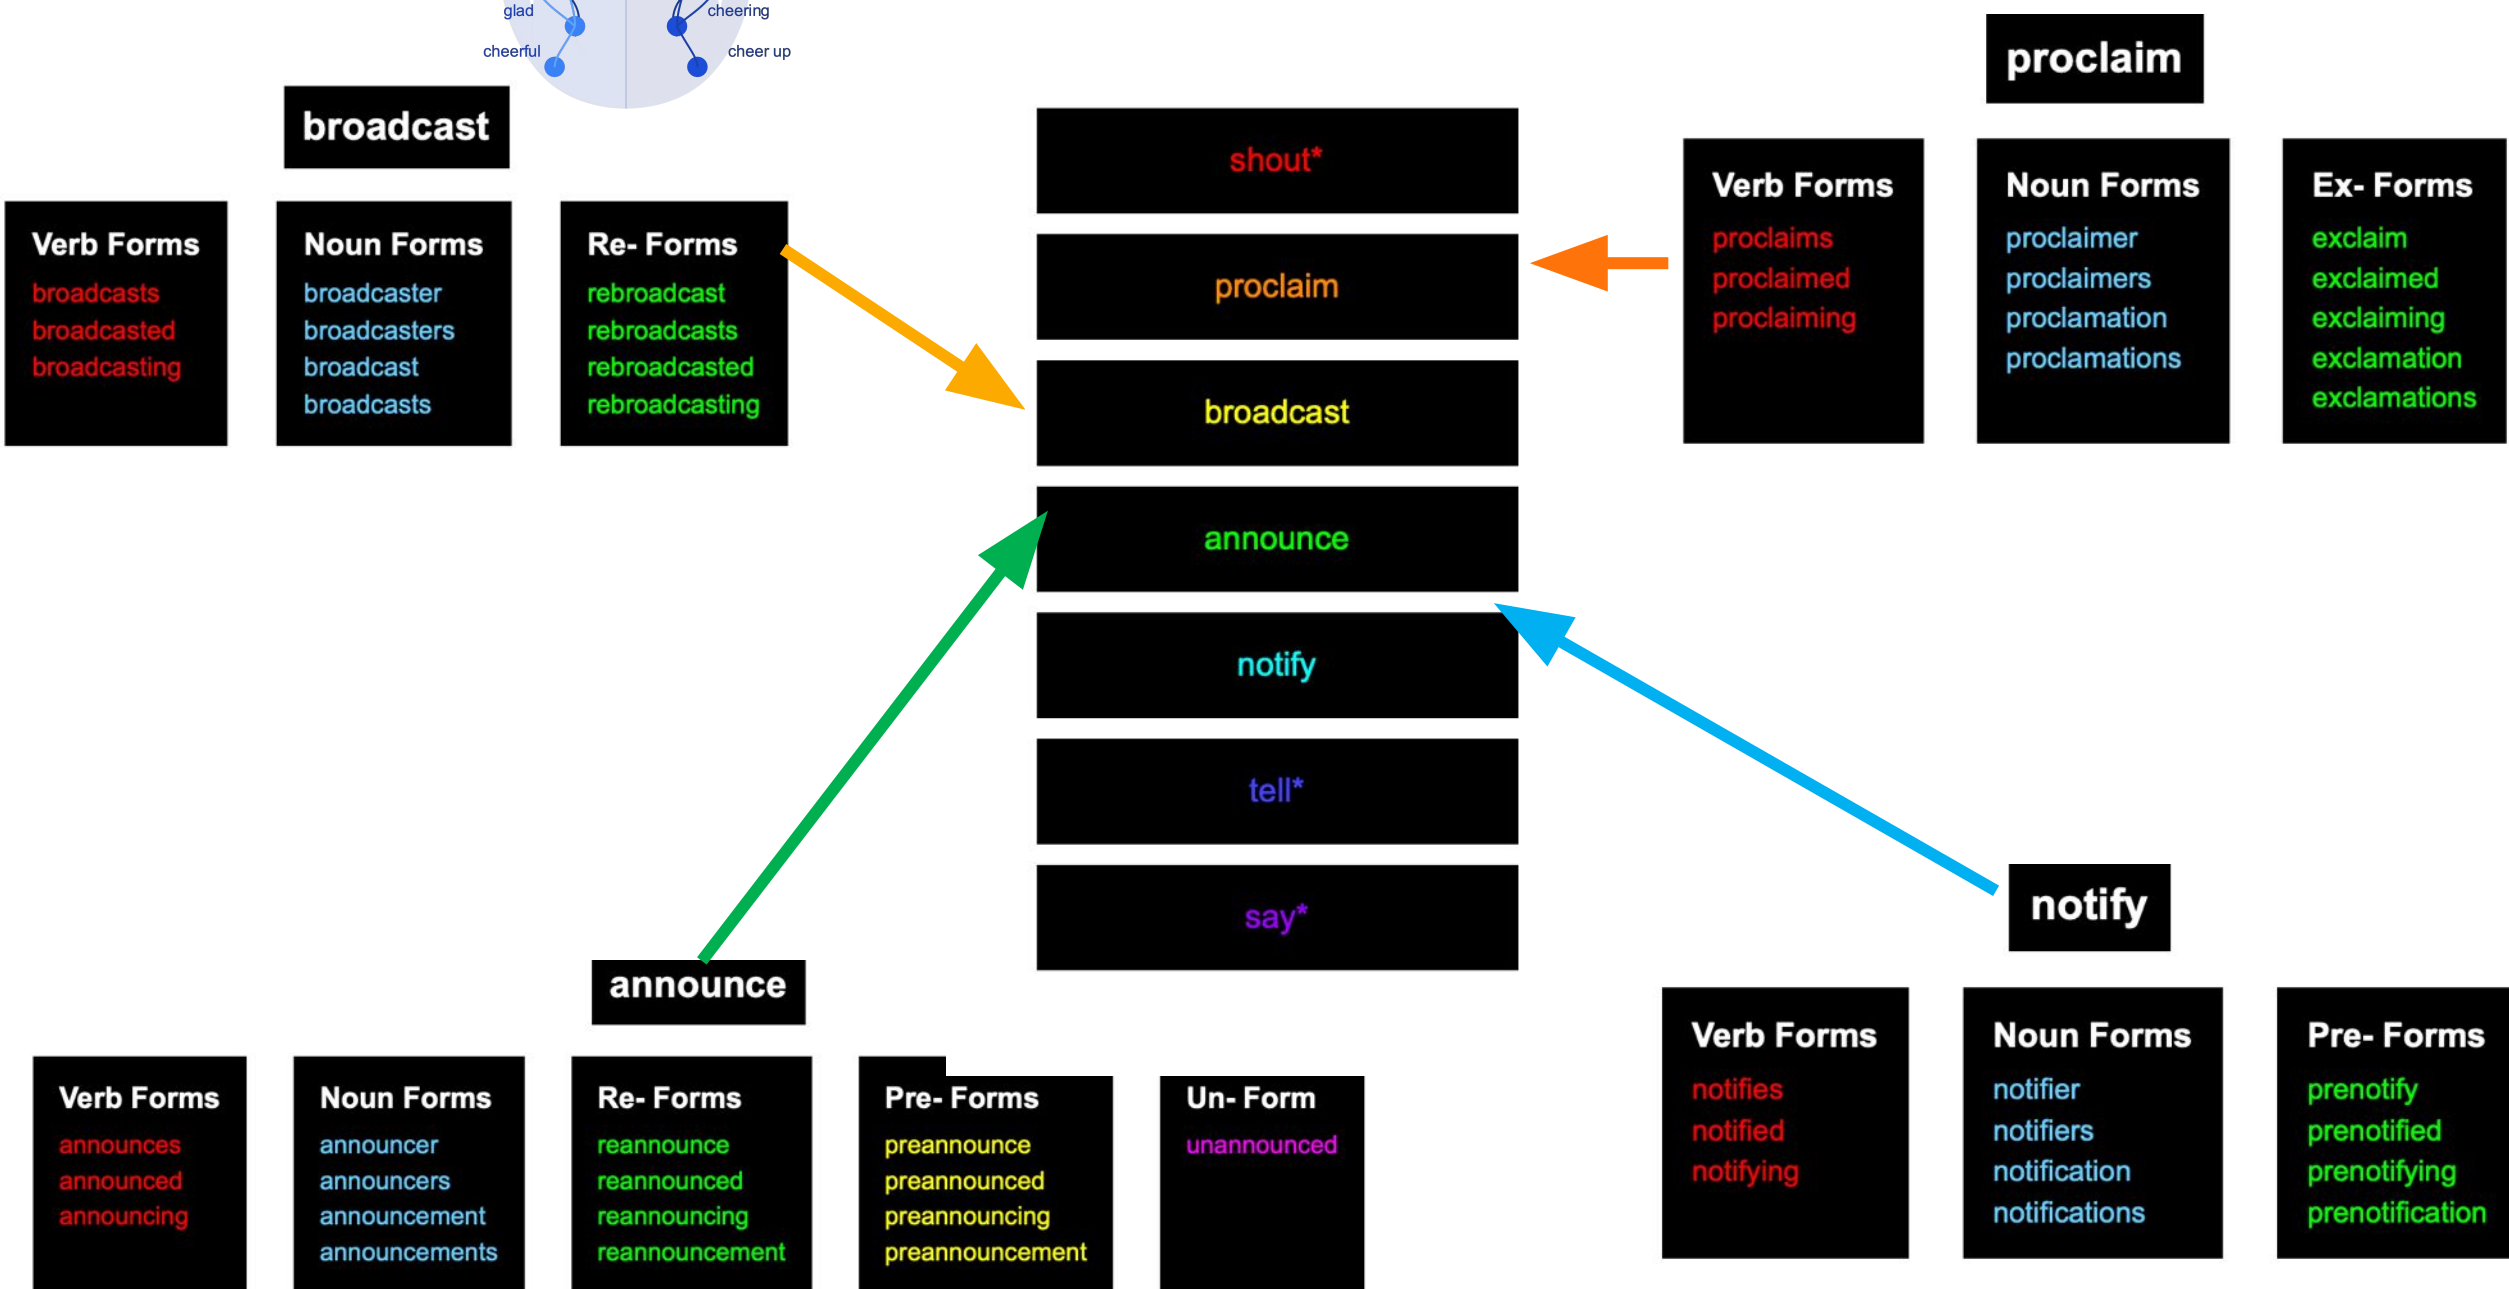 glad
cheering
cheerful
cheer up
broadcast
Verb Forms
broadcasts
broadcasted
broadcasting
Noun Forms
broadcaster
broadcasters
broadcast
broadcasts
Re- Forms
rebroadcast
rebroadcasts
rebroadcasted
rebroadcasting
shout*
proclaim
broadcast
announce
notify
tell*
say*
proclaim
Verb Forms
proclaims
proclaimed
proclaiming
Noun Forms
proclaimer
proclaimers
proclamation
proclamations
Ex- Forms
exclaim
exclaimed
exclaiming
exclamation
exclamations
announce
Verb Forms
announces
announced
announcing
Noun Forms
announcer
announcers
announcement
announcements
Re- Forms
reannounce
reannounced
reannouncing
reannouncement
Pre- Forms
preannounce
preannounced
preannouncing
preannouncement
Un- Form
unannounced
notify
Verb Forms
notifies
notified
notifying
Noun Forms
notifier
notifiers
notification
notifications
Pre- Forms
prenotify
prenotified
prenotifying
prenotification